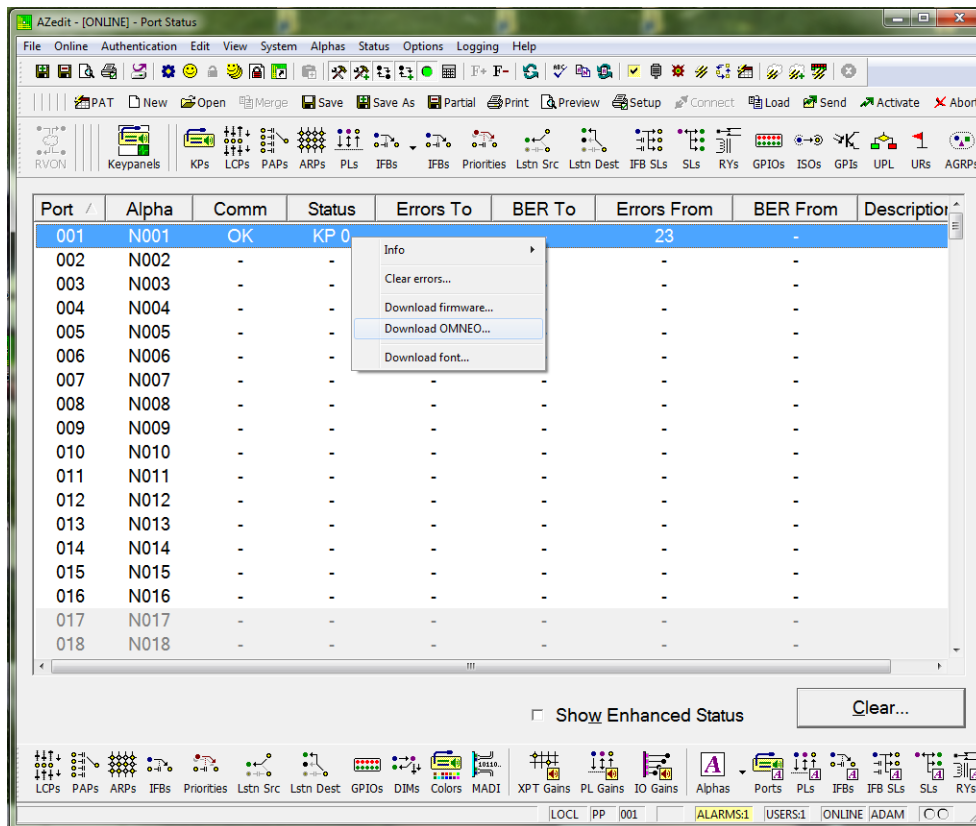 AZedit - [ONLINE] - Port Status
File Online Authentication Edit View System Alphas Status Options Logging Help
F+ F-
PAT New Open Merge Save Save As Partial Print Preview Setup Connect Load Send Activate Abor
RVON Keypanels KPs LCPs PAPs ARPs PLs IFBs IFBs Priorities Lstn Src Lstn Dest IFB SLs SLs RYs GPIOs ISOs GPIs UPL URs AGRPs
Port Alpha Comm Status Errors To BER To Errors From BER From Description
001 N001 OK KP 0 23 -
Info
Clear errors...
Download firmware...
Download OMNEO...
Download font...
002 N002 - - - -
003 N003 - - - -
004 N004 - - - -
005 N005 - - - -
006 N006 - - - -
007 N007 - - - - - -
008 N008 - - - - - -
009 N009 - - - - - -
010 N010 - - - - - -
011 N011 - - - - - -
012 N012 - - - - - -
013 N013 - - - - - -
014 N014 - - - - - -
015 N015 - - - - - -
016 N016 - - - - - -
017 N017 - - - - - -
018 N018 - - - - - -
Show Enhanced Status
Clear...
LCPs PAPs ARPs IFBs Priorities Lstn Src Lstn Dest GPIOs DIMs Colors MADI XPT Gains PL Gains IO Gains Alphas Ports PLs IFBs IFB SLs SLs RYs
LOCL PP 001 ALARMS:1 USERS:1 ONLINE ADAM